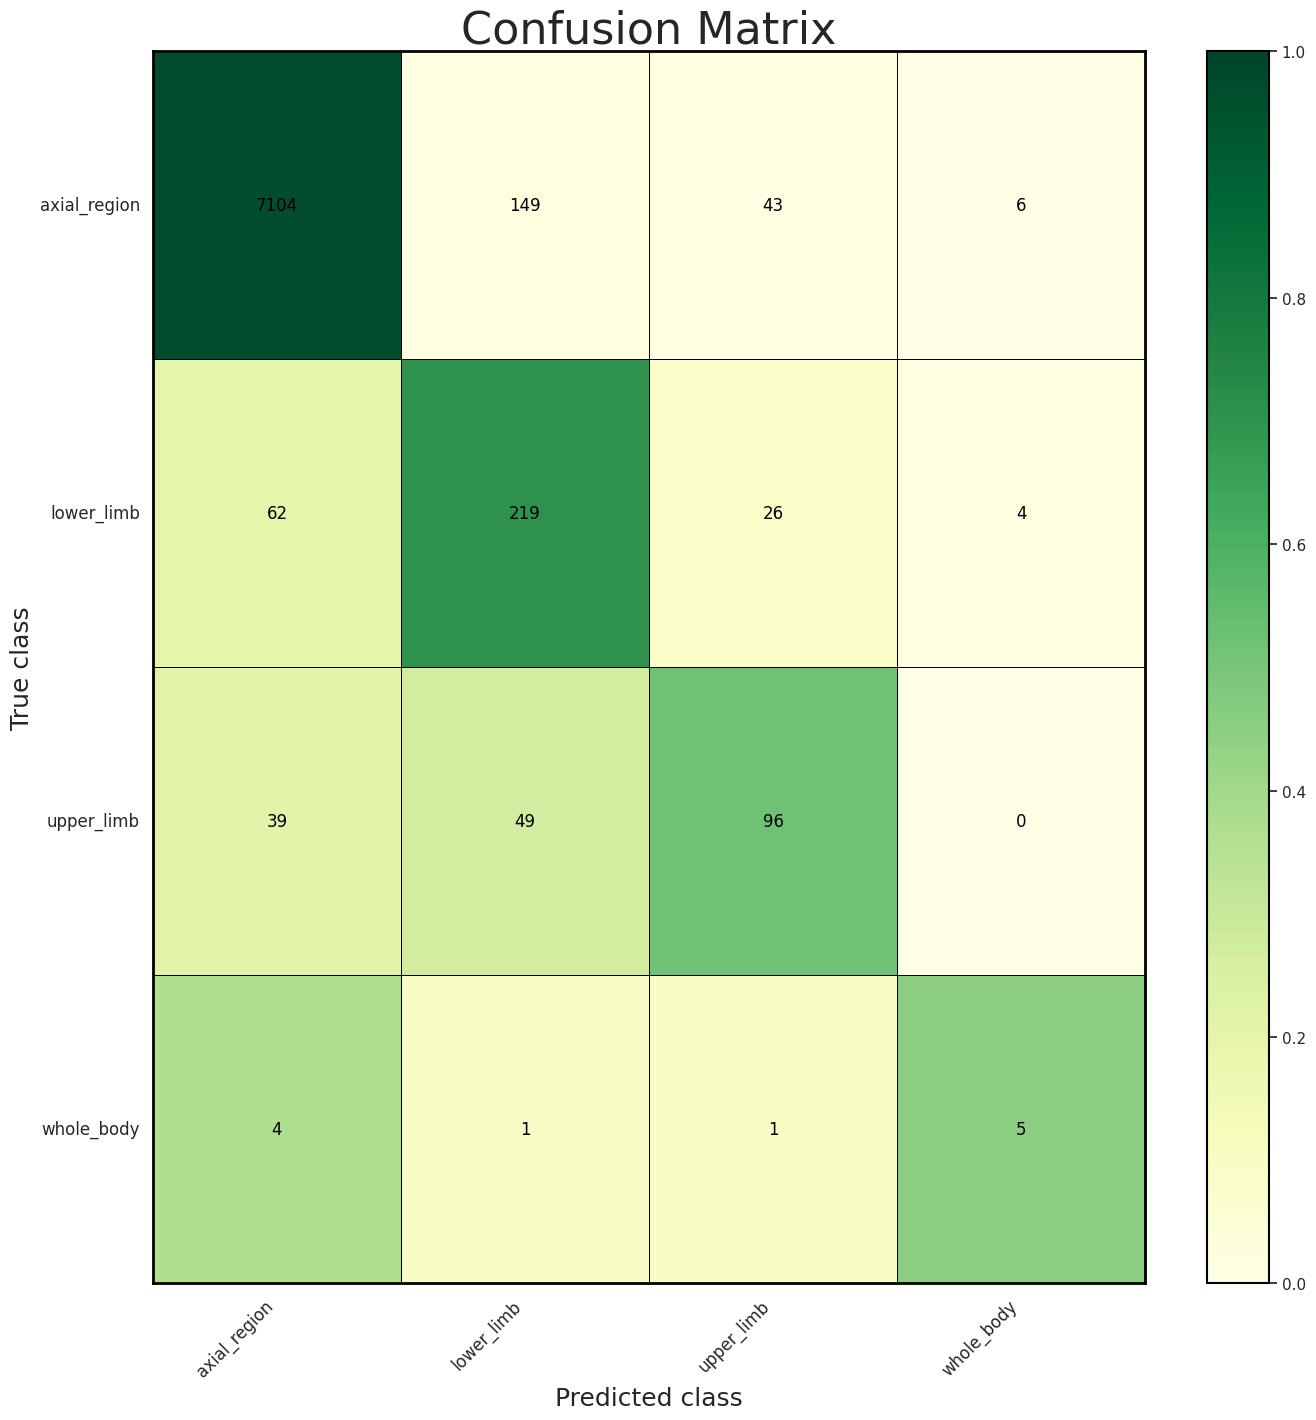 Confusion Matrix
1.0
axial_region 7104 149 43 6
0.8
lower_limb 62 219 26 4
0.6
True class
upper_limb 39 49 96 0
0.4
0.2
whole_body 4 1 1 5
0.0
axial_region lower_limb upper_limb whole_body
Predicted class